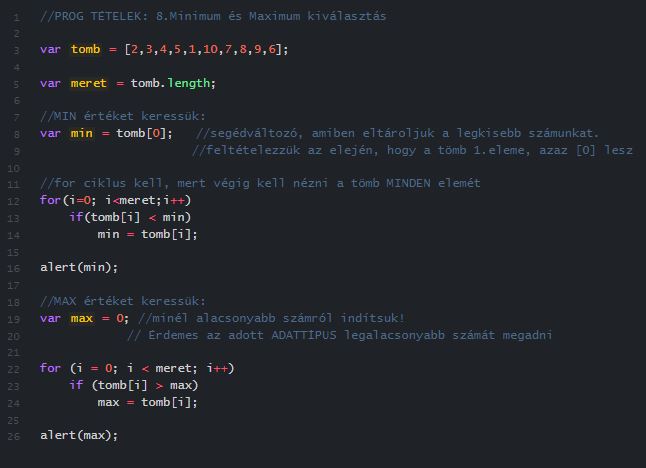 1 //PROG TÉTELEK: 8.Minimum és Maximum kiválasztás
2
3 var tomb = [2,3,4,5,1,10,7,8,9,6];
4
5 var meret = tomb.length;
6
7 //MIN értéket keressük:
8 var min = tomb[0];   //segédváltozó, amiben eltároljuk a legkisebb számunkat.
9                      //feltételezzük az elején, hogy a tömb 1.eleme, azaz [0] lesz
10
11 //for ciklus kell, mert végig kell nézni a tömb MINDEN elemét
12 for(i=0; i<meret;i++)
13     if(tomb[i] < min)
14         min = tomb[i];
15
16 alert(min);
17
18 //MAX értéket keressük:
19 var max = 0; //minél alacsonyabb számról indítsuk!
20             // Érdemes az adott ADATTÍPUS legalacsonyabb számát megadni
21
22 for (i = 0; i < meret; i++)
23     if (tomb[i] > max)
24         max = tomb[i];
25
26 alert(max);